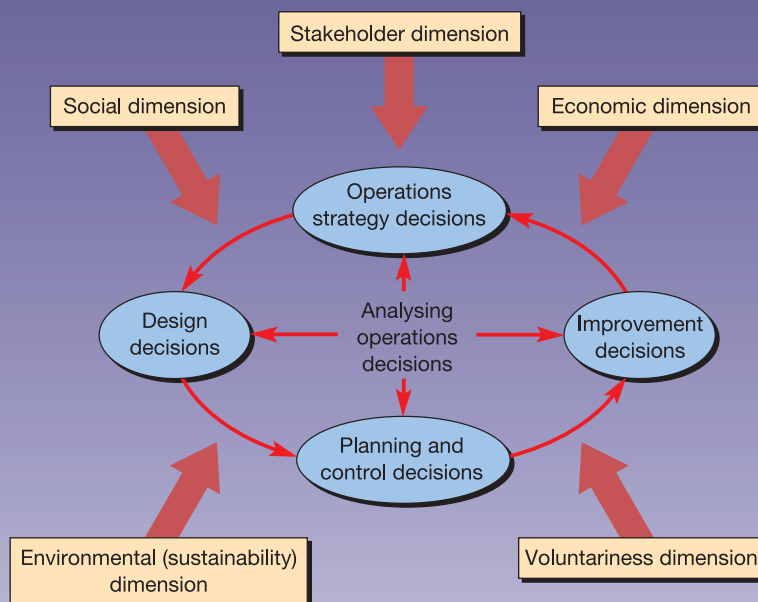 Stakeholder dimension
Social dimension
Economic dimension
Operations
strategy decisions
Design
decisions
Analysing
operations
decisions
Improvement
decisions
Planning and
control decisions
Environmental (sustainability)
dimension
Voluntariness dimension